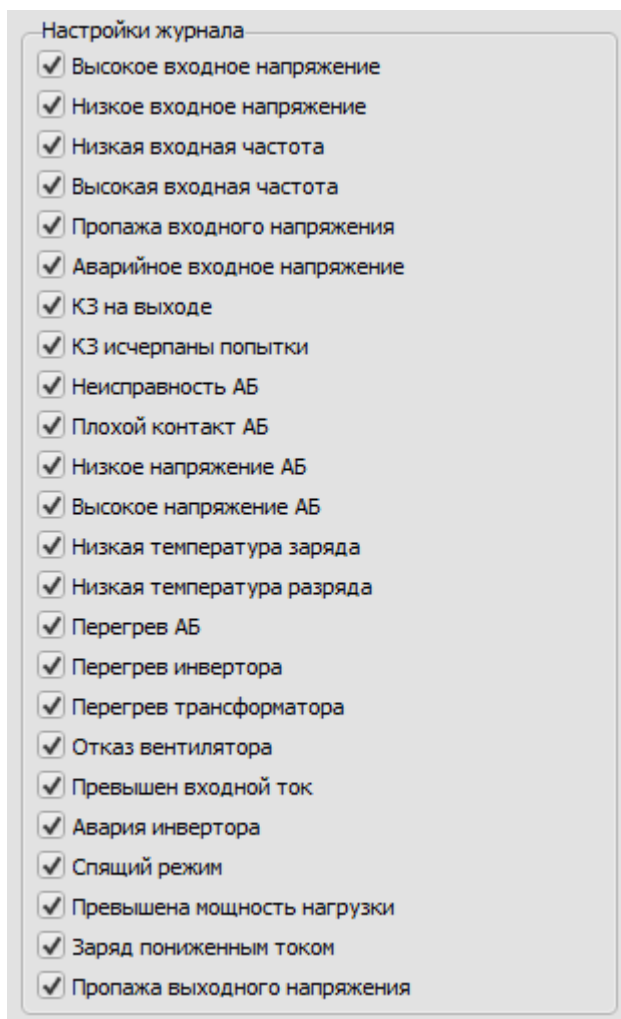 Настройки журнала
Высокое входное напряжение
Низкое входное напряжение
Низкая входная частота
Высокая входная частота
Пропажа входного напряжения
Аварийное входное напряжение
КЗ на выходе
КЗ исчерпаны попытки
Неисправность АБ
Плохой контакт АБ
Низкое напряжение АБ
Высокое напряжение АБ
Низкая температура заряда
Низкая температура разряда
Перегрев АБ
Перегрев инвертора
Перегрев трансформатора
Отказ вентилятора
Превышен входной ток
Авария инвертора
Спящий режим
Превышена мощность нагрузки
Заряд пониженным током
Пропажа выходного напряжения